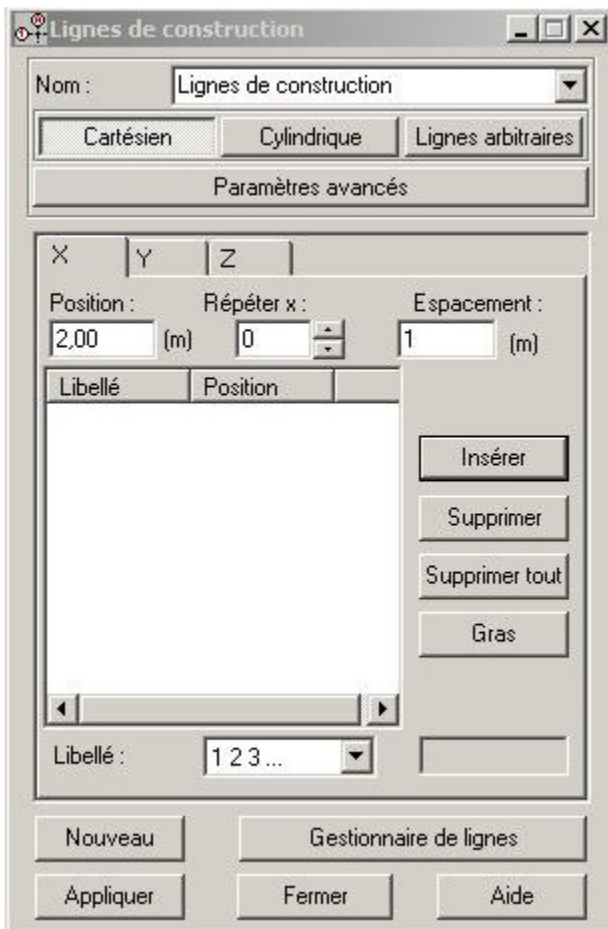 Lignes de construction
Nom : Lignes de construction
Cartésien Cylindrique Lignes arbitraires
Paramètres avancés
X Y Z
Position : Répéter x : Espacement :
2,00 (m) 0 1 (m)
Libellé Position
Insérer
Supprimer
Supprimer tout
Gras
Libellé : 1 2 3 ...
Nouveau Gestionnaire de lignes
Appliquer Fermer Aide